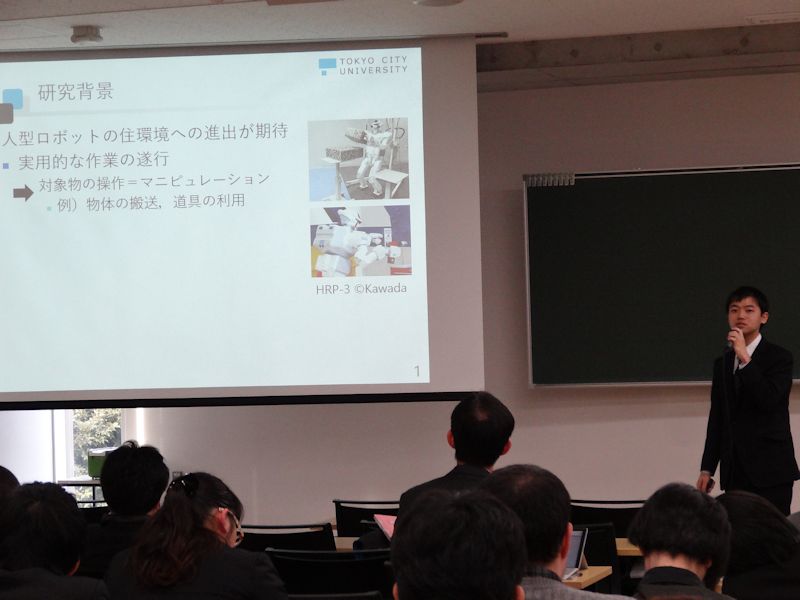 TOKYO CITY
UNIVERSITY
研究背景
人型ロボットの住環境への進出が期待
実用的な作業の遂行
対象物の操作＝マニピュレーション
例）物体の搬送，道具の利用
HRP-3 ©Kawada
1